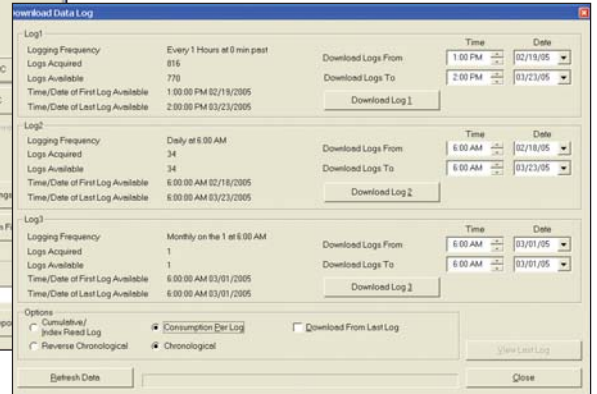 ownload Data Log
Log1
Logging Frequency Every 1 Hours at 0 min past
Logs Acquired 816
Logs Available 770
Time/Date of First Log Available 1:00:00 PM 02/19/2005
Time/Date of Last Log Available 2:00:00 PM 03/23/2005
Time Date
Download Logs From 1:00 PM 02/19/05
Download Logs To 2:00 PM 03/23/05
Download Log 1
Log2
Logging Frequency Daily at 6:00 AM
Logs Acquired 34
Logs Available 34
Time/Date of First Log Available 6:00:00 AM 02/18/2005
Time/Date of Last Log Available 6:00:00 AM 03/23/2005
Time Date
Download Logs From 6:00 AM 02/18/05
Download Logs To 6:00 AM 03/23/05
Download Log 2
Log3
Logging Frequency Monthly on the 1 at 6:00 AM
Logs Acquired 1
Logs Available 1
Time/Date of First Log Available 6:00:00 AM 03/01/2005
Time/Date of Last Log Available 6:00:00 AM 03/01/2005
Time Date
Download Logs From 6:00 AM 03/01/05
Download Logs To 6:00 AM 03/01/05
Download Log 3
Options
Cumulative/
Index Read Log
Consumption Per Log
Download From Last Log
Reverse Chronological
Chronological
View Last Log
Refresh Data
Close